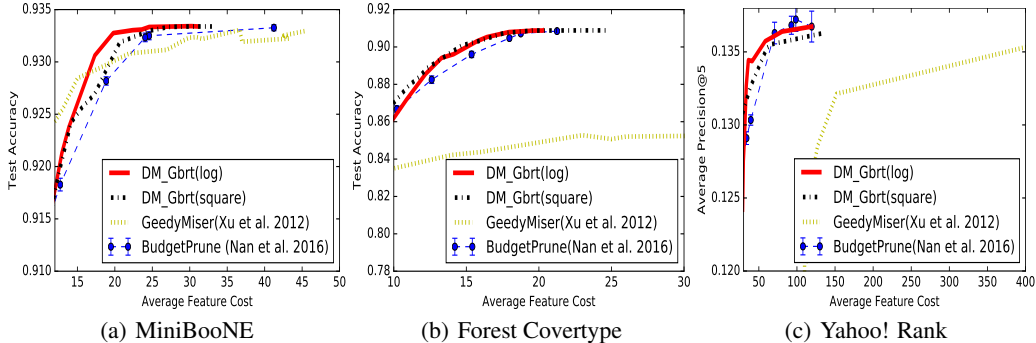 0.935
0.930
0.925
0.920
0.915
0.910
Test Accuracy
15 20 25 30 35 40 45 50
Average Feature Cost
DM_Gbrt(log)
DM_Gbrt(square)
GeedyMiser(Xu et al. 2012)
BudgetPrune (Nan et al. 2016)
(a) MiniBooNE
0.92
0.90
0.88
0.86
0.84
0.82
0.80
0.78
Test Accuracy
10 15 20 25 30
Average Feature Cost
DM_Gbrt(log)
DM_Gbrt(square)
GeedyMiser(Xu et al. 2012)
BudgetPrune(Nan et al. 2016)
(b) Forest Covertype
0.135
0.130
0.125
0.120
Average Precision@5
50 100 150 200 250 300 350 400
Average Feature Cost
DM_Gbrt(log)
DM_Gbrt(square)
GeedyMiser(Xu et al. 2012)
BudgetPrune(Nan et al. 2016)
(c) Yahoo! Rank